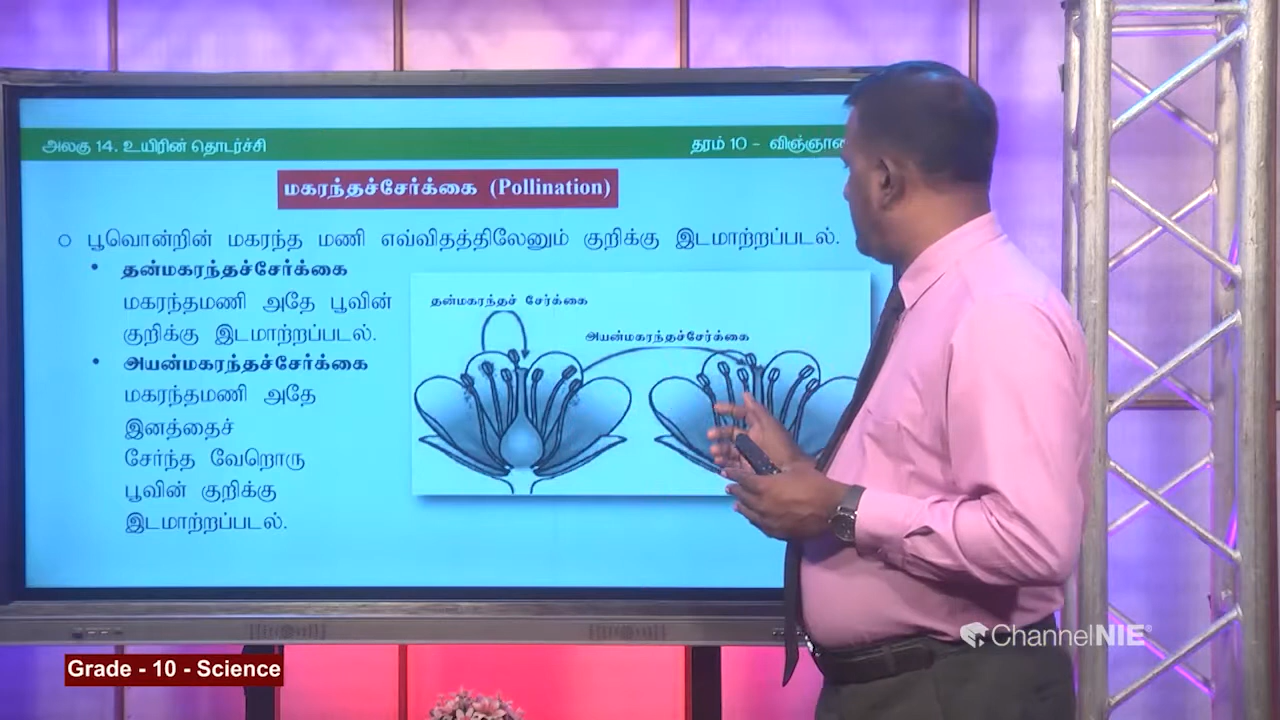 அலகு 14. உயிரின் தொடர்ச்சி
தரம் 10 - விஞ்ஞான
மகரந்தச்சேர்க்கை (Pollination)
○ பூவொன்றின் மகரந்த மணி எவ்விதத்திலேனும் குறிக்கு இடமாற்றப்படல்.
• தன்மகரந்தச்சேர்க்கை
மகரந்தமணி அதே பூவின்
குறிக்கு இடமாற்றப்படல்.
• அயன்மகரந்தச்சேர்க்கை
மகரந்தமணி அதே
இனத்தைச்
சேர்ந்த வேறொரு
பூவின் குறிக்கு
இடமாற்றப்படல்.
தன்மகரந்தச் சேர்க்கை
அயன்மகரந்தச்சேர்க்கை
ChannelNIE®
Grade - 10 - Science